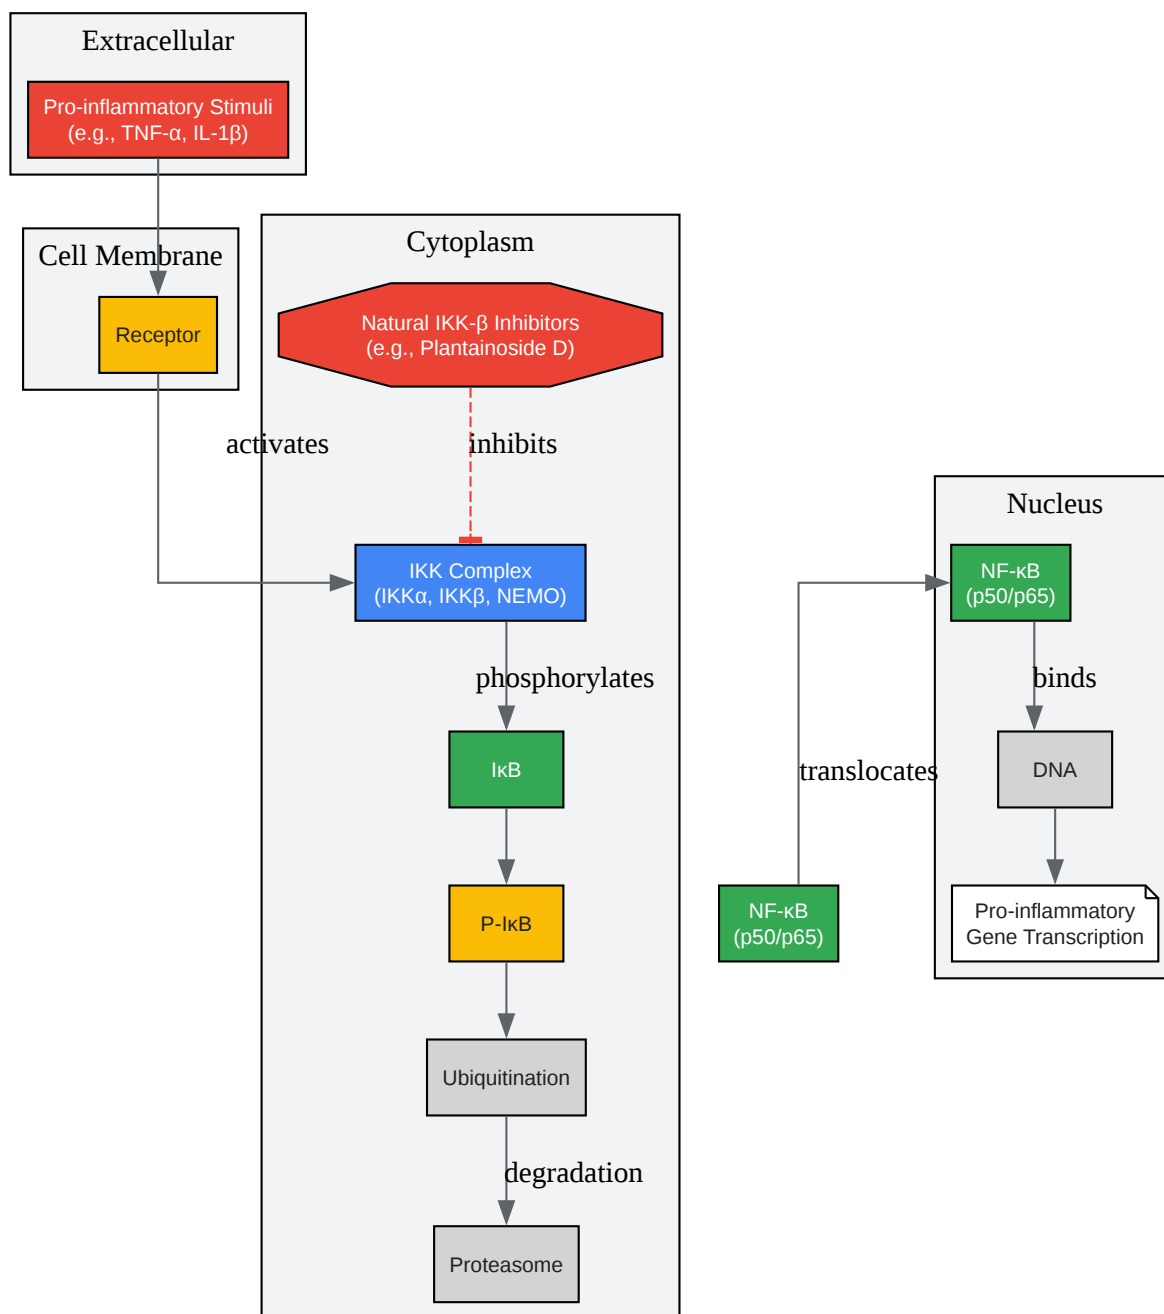 Extracellular
Pro-inflammatory Stimuli
(e.g., TNF-α, IL-1β)
Cell Membrane
Receptor
activates
Cytoplasm
Natural IKK-β Inhibitors
(e.g., Plantainoside D)
inhibits
IKK Complex
(IKKα, IKKβ, NEMO)
phosphorylates
IκB
P-IκB
Ubiquitination
degradation
Proteasome
NF-κB
(p50/p65)
translocates
Nucleus
NF-κB
(p50/p65)
binds
DNA
Pro-inflammatory
Gene Transcription